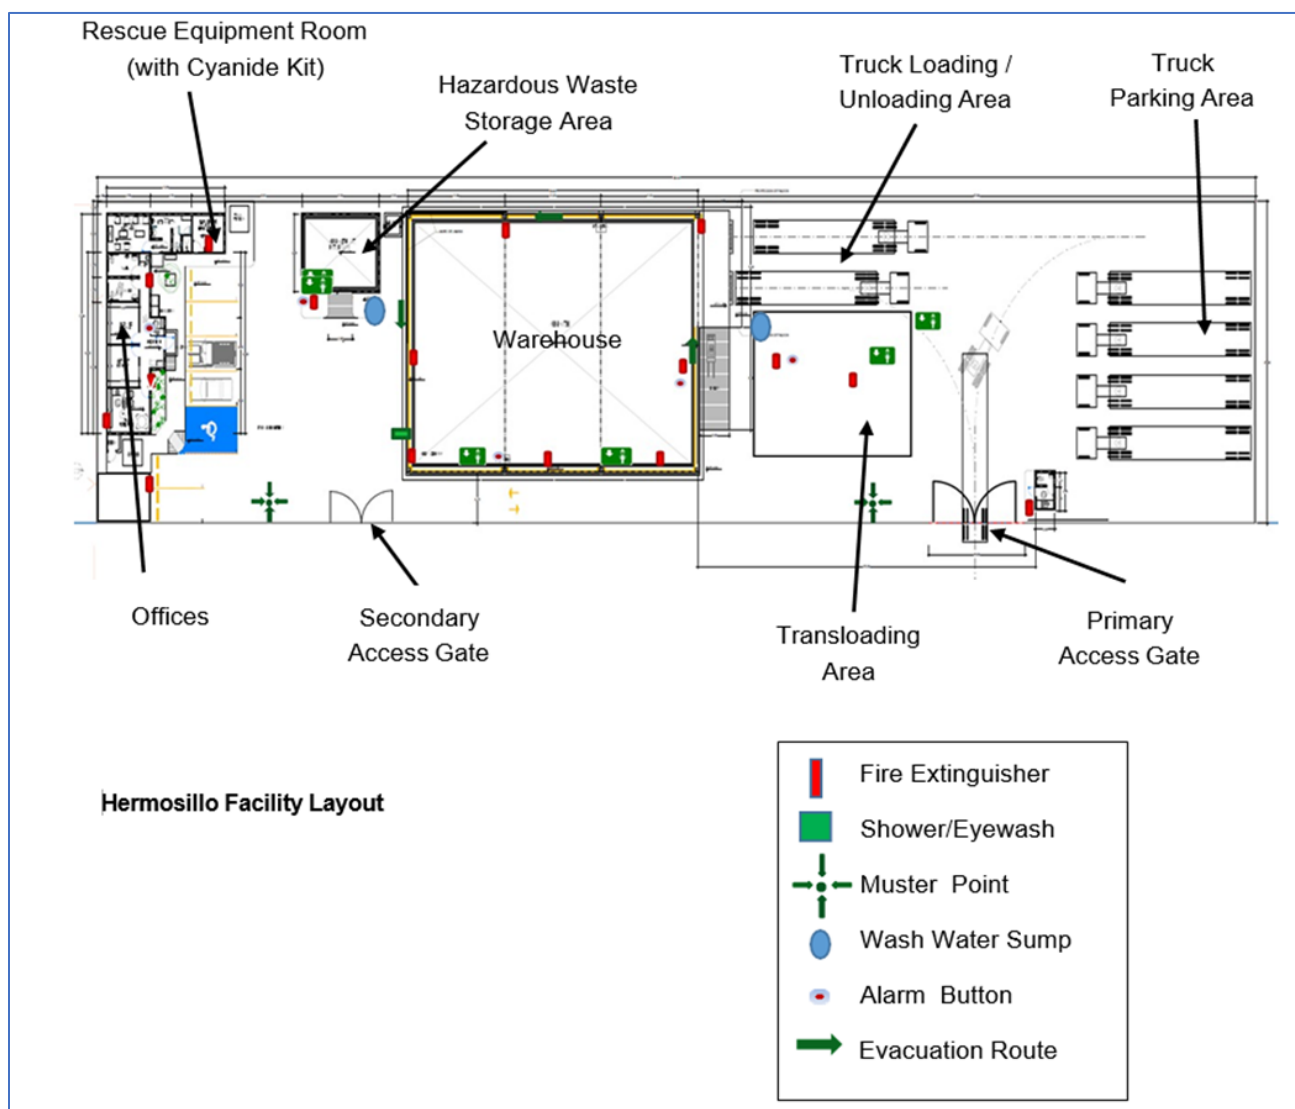 Rescue Equipment Room
(with Cyanide Kit)
Hazardous Waste
Storage Area
Truck Loading /
Unloading Area
Truck
Parking Area
Warehouse
Offices
Secondary
Access Gate
Transloading
Area
Primary
Access Gate
Hermosillo Facility Layout
Fire Extinguisher
Shower/Eyewash
Muster Point
Wash Water Sump
Alarm Button
Evacuation Route